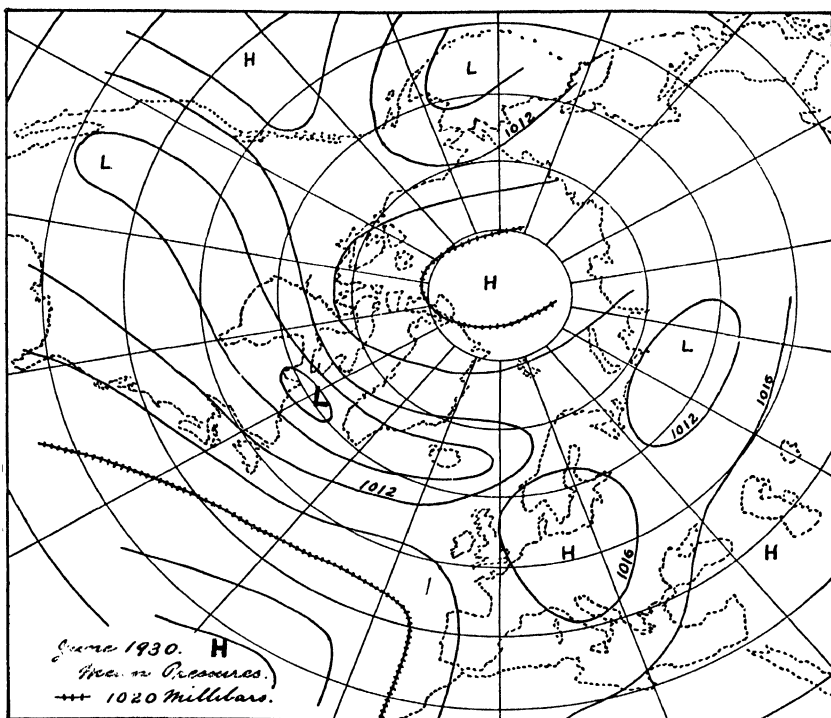 H
L
1012
L
H
L
1016
1012
L
1012
H
1016
H
June 1930. H
Mean Pressures.
1020 Millibars.